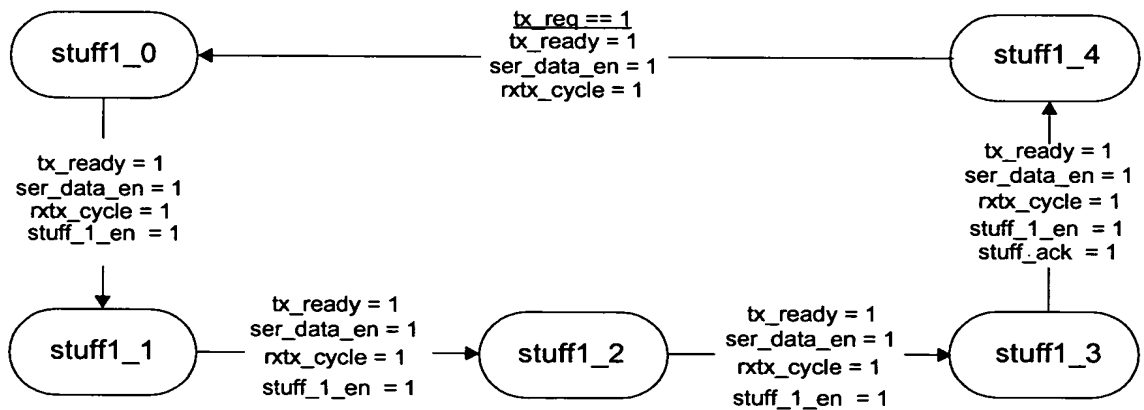 stuff1_0
tx_req == 1
tx_ready = 1
ser_data_en = 1
rxtx_cycle = 1
stuff1_4
tx_ready = 1
ser_data_en = 1
rxtx_cycle = 1
stuff_1_en = 1
tx_ready = 1
ser_data_en = 1
rxtx_cycle = 1
stuff_1_en = 1
stuff_ack = 1
stuff1_1
tx_ready = 1
ser_data_en = 1
rxtx_cycle = 1
stuff_1_en = 1
stuff1_2
tx_ready = 1
ser_data_en = 1
rxtx_cycle = 1
stuff_1_en = 1
stuff1_3